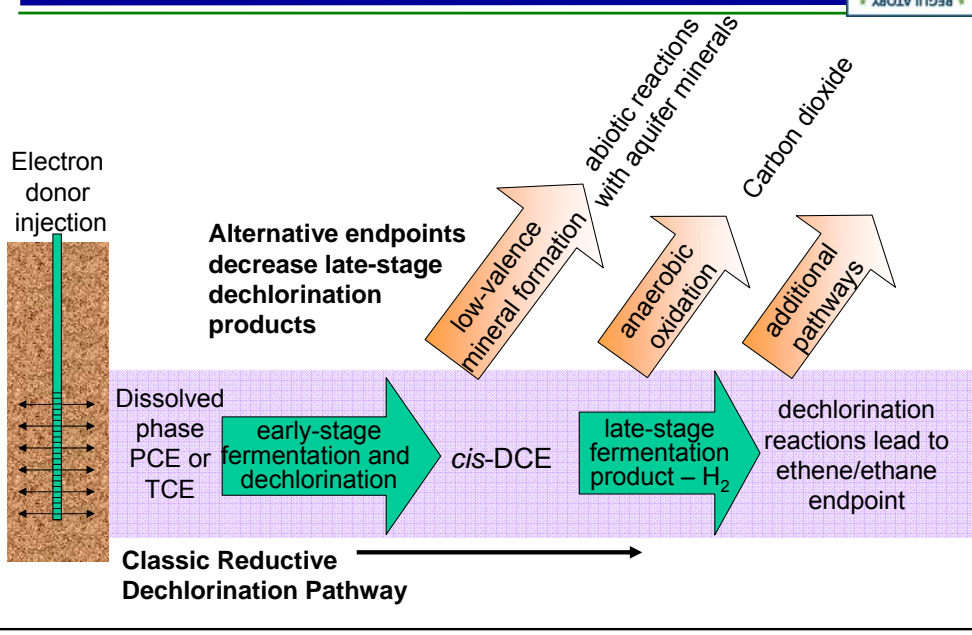 REGULATORY
Electron
donor
injection
Alternative endpoints
decrease late-stage
dechlorination
products
low-valence
mineral formation
abiotic reactions
with aquifer minerals
anaerobic
oxidation
Carbon dioxide
additional
pathways
Dissolved
phase
PCE or
TCE
early-stage
fermentation and
dechlorination
cis-DCE
late-stage
fermentation
product – H₂
dechlorination
reactions lead to
ethene/ethane
endpoint
Classic Reductive
Dechlorination Pathway